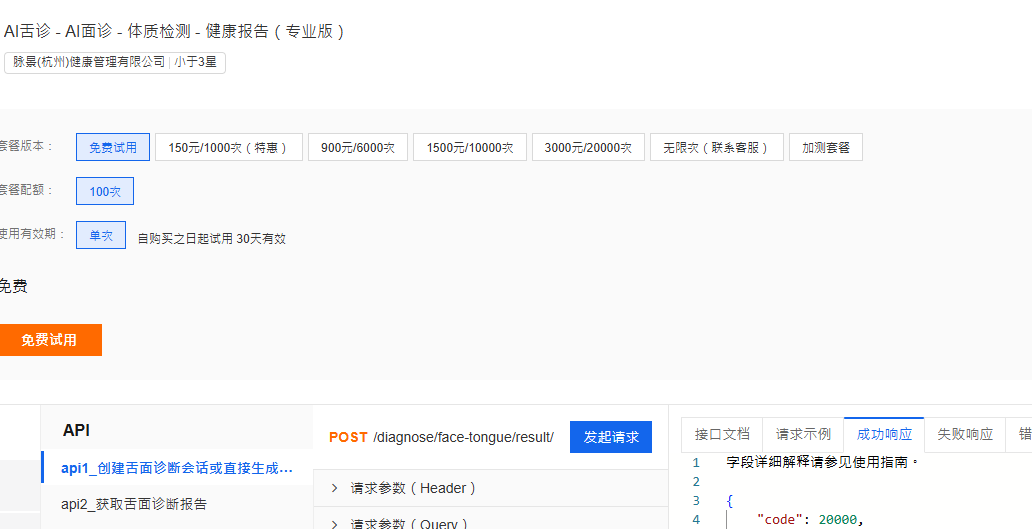 AI舌诊 - AI面诊 - 体质检测 - 健康报告（专业版）
脉景(杭州)健康管理有限公司 | 小于3星
套餐版本： 免费试用 150元/1000次（特惠） 900元/6000次 1500元/10000次 3000元/20000次 无限次（联系客服） 加测套餐
套餐配额： 100次
使用有效期： 单次 自购买之日起试用 30天有效
免费
免费试用
API
api1_创建舌面诊断会话或直接生成...
api2_获取舌面诊断报告
POST /diagnose/face-tongue/result/ 发起请求
请求参数（Header）
请求参数（Query）
接口文档 请求示例 成功响应 失败响应 错
1 字段详细解释请参见使用指南。
2
3 {
4 "code": 20000,